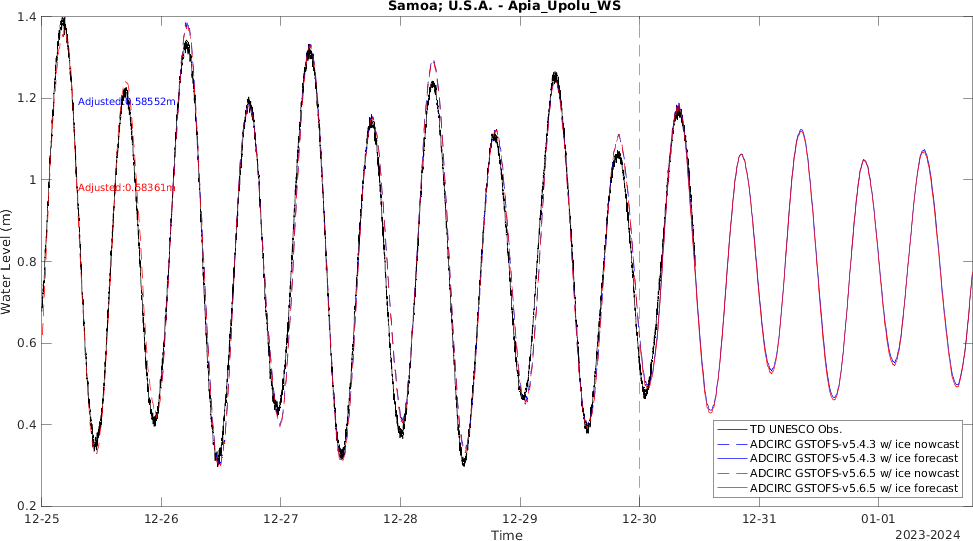 Samoa; U.S.A. - Apia_Upolu_WS
1.4
1.2
1
0.8
0.6
0.4
0.2
Water Level (m)
Adjusted:0.58552m
Adjusted:0.58361m
TD UNESCO Obs.
ADCIRC GSTOFS-v5.4.3 w/ ice nowcast
ADCIRC GSTOFS-v5.4.3 w/ ice forecast
ADCIRC GSTOFS-v5.6.5 w/ ice nowcast
ADCIRC GSTOFS-v5.6.5 w/ ice forecast
12-25 12-26 12-27 12-28 12-29 12-30 12-31 01-01
Time
2023-2024